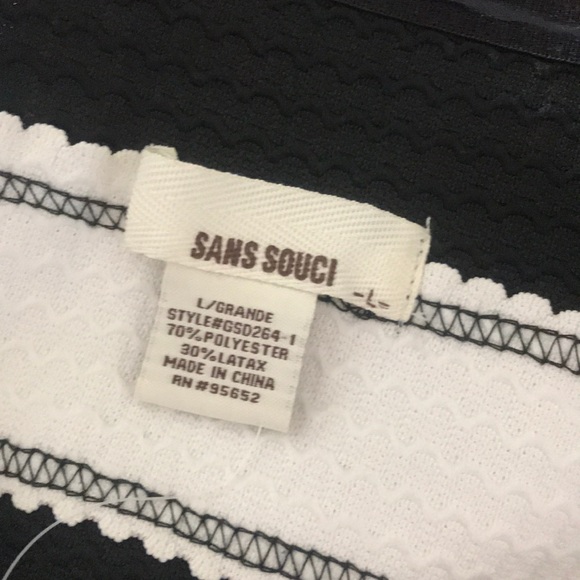 SANS SOUCI
-L-
L/GRANDE
STYLE#GSD264-1
70%POLYESTER
30%LATAX
MADE IN CHINA
RN#95652